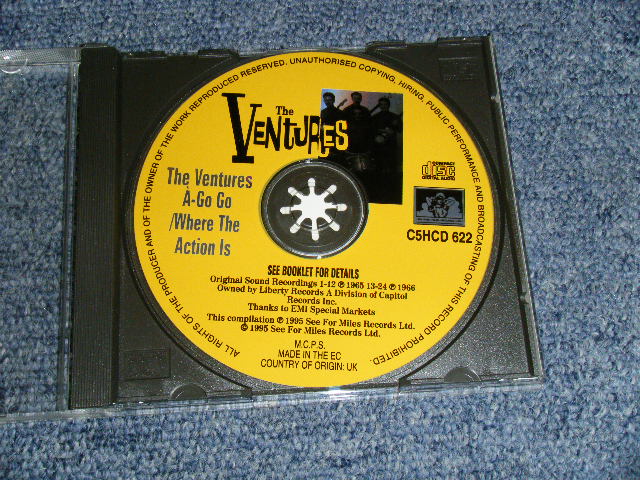 ALL RIGHTS OF THE PRODUCER AND OF THE OWNER OF THE WORK REPRODUCED RESERVED. UNAUTHORISED COPYING, HIRING, PUBLIC PERFORMANCE AND BROADCASTING OF THIS RECORD PROHIBITED.
The
VENTURES
The Ventures
A-Go Go
/Where The
Action Is
COMPACT
disc
DIGITAL AUDIO
C5HCD 622
SEE BOOKLET FOR DETAILS
Original Sound Recordings 1-12 ℗ 1965 13-24 ℗ 1966
Owned by Liberty Records A Division of Capitol
Records Inc.
Thanks to EMI Special Markets
This compilation ℗ 1995 See For Miles Records Ltd.
© 1995 See For Miles Records Ltd.
M.C.P.S.
MADE IN THE EC
COUNTRY OF ORIGIN: UK